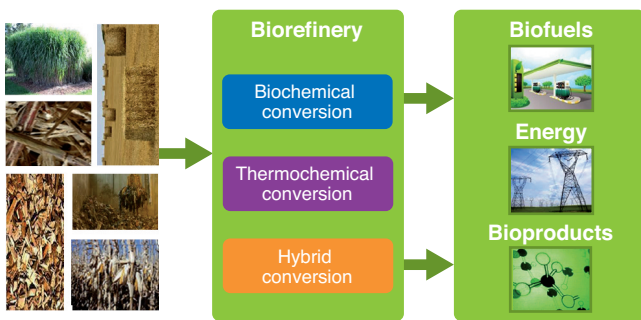 Biorefinery
Biochemical
conversion
Thermochemical
conversion
Hybrid
conversion
Biofuels
Energy
Bioproducts